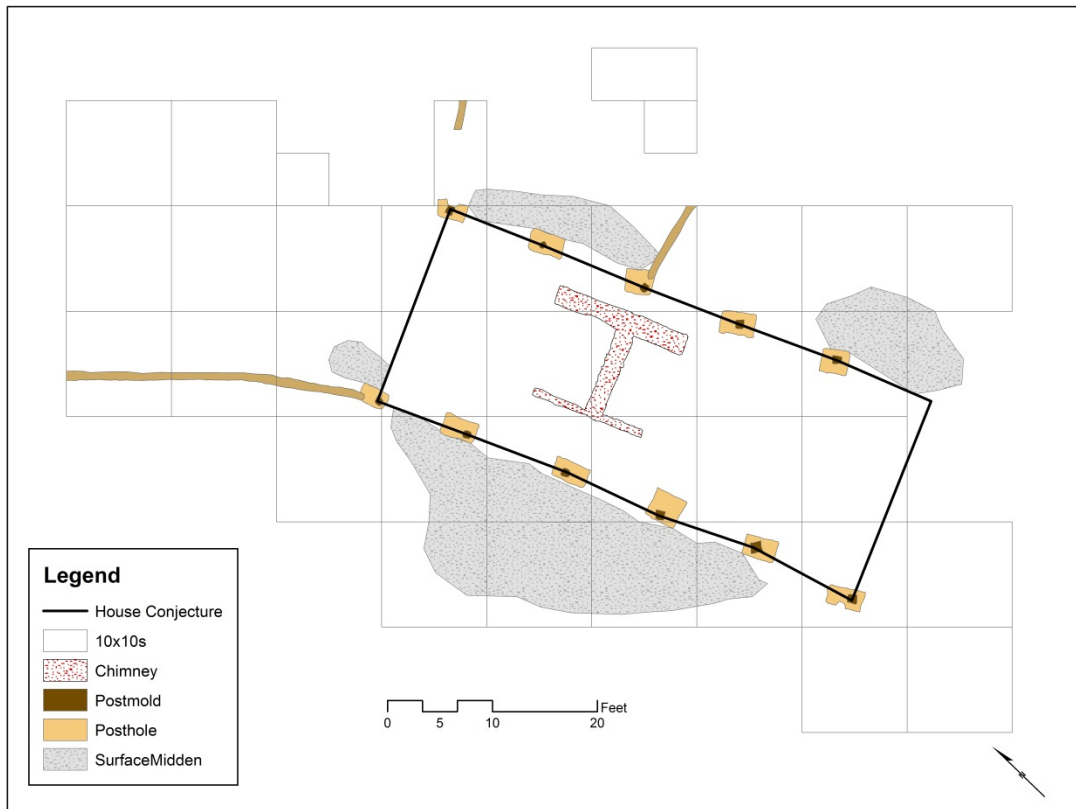 Legend
House Conjecture
10x10s
Chimney
Postmold
Posthole
SurfaceMidden
Feet
0 5 10 20